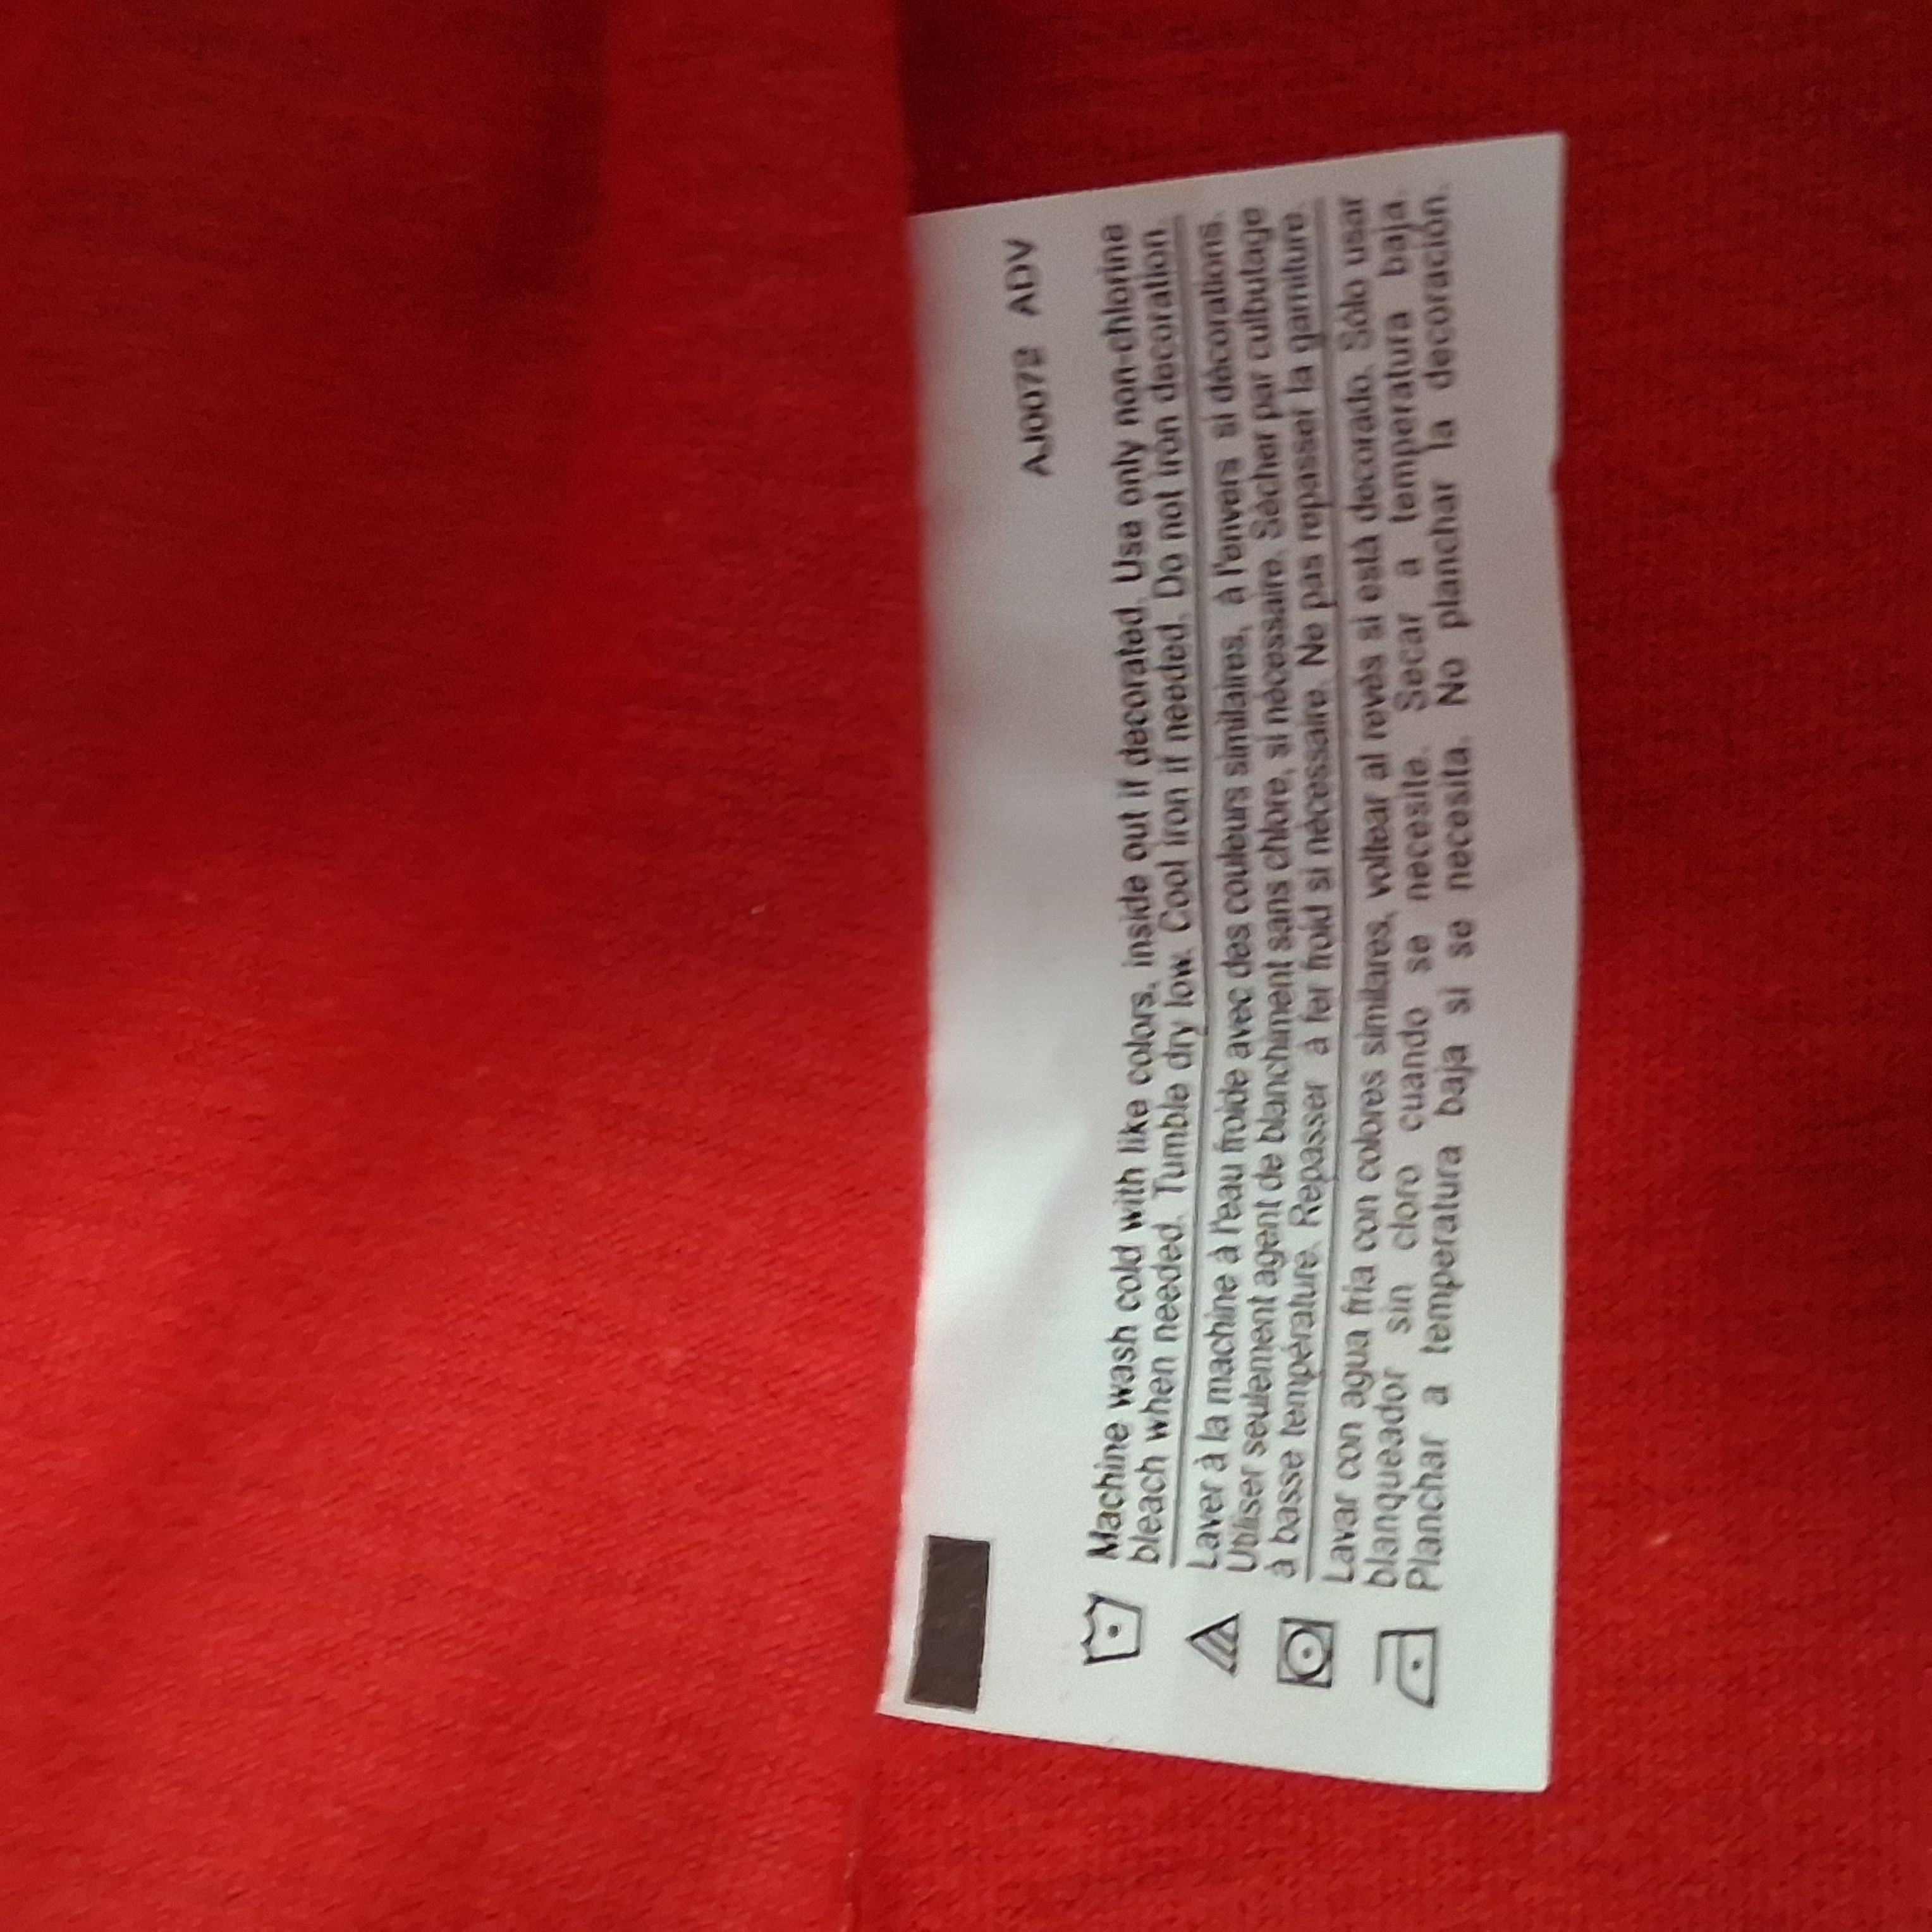 AJ0072 ADV
Machine wash cold with like colors, inside out if decorated. Use only non-chlorine
bleach when needed. Tumble dry low. Cool iron if needed. Do not iron decoration.
Laver à la machine à l'eau froide avec des couleurs similaires, à l'envers si décorations.
Utiliser seulement agent de blanchiment sans chlore, si nécessaire. Sécher par culbutage
à basse température. Repasser à fer froid si nécessaire. Ne pas repasser la garniture.
Lavar con agua fria con colores similares, voltear al revés si está decorado. Sólo usar
blanqueador sin cloro cuando se necesite. Secar a temperatura baja.
Planchar a temperatura baja si se necesita. No planchar la decoración.